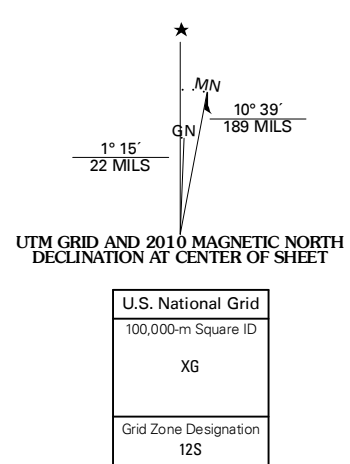 MN
10° 39´
189 MILS
GN
1° 15´
22 MILS
UTM GRID AND 2010 MAGNETIC NORTH
DECLINATION AT CENTER OF SHEET
U.S. National Grid
100,000-m Square ID
XG
Grid Zone Designation
12S